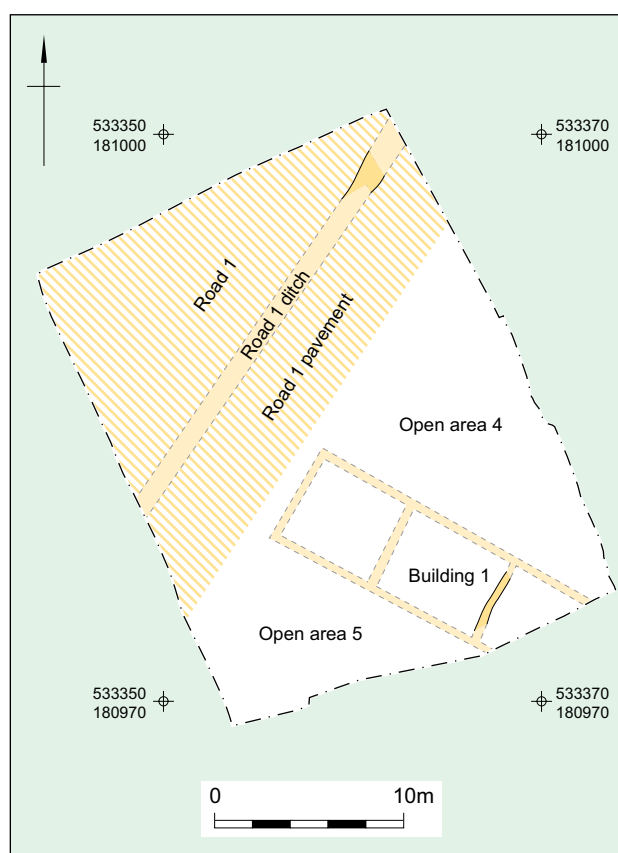 533350
181000
533370
181000
Road 1
Road 1 ditch
Road 1 pavement
Open area 4
Building 1
Open area 5
533350
180970
533370
180970
0 10m